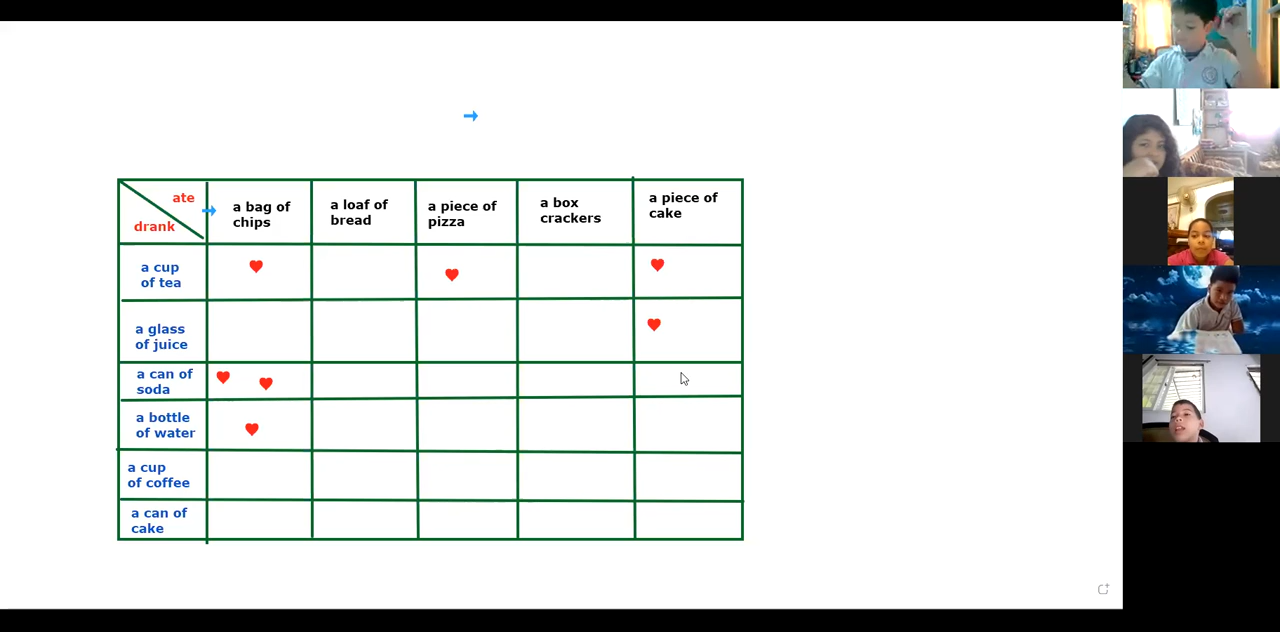 ate
drank
a bag of
chips
a loaf of
bread
a piece of
pizza
a box
crackers
a piece of
cake
a cup
of tea
a glass
of juice
a can of
soda
a bottle
of water
a cup
of coffee
a can of
cake